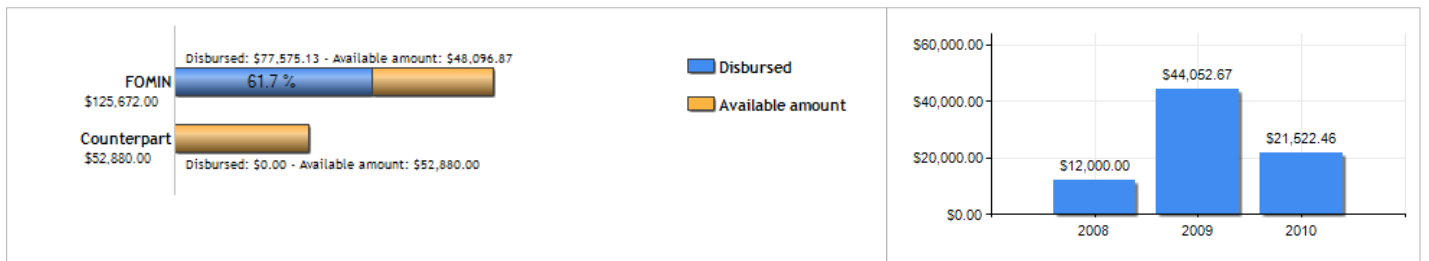 Disbursed: $77,575.13 - Available amount: $48,096.87
FOMIN
61.7 %
$125,672.00
Counterpart
$52,880.00
Disbursed: $0.00 - Available amount: $52,880.00
Disbursed
Available amount
$60,000.00
$40,000.00
$20,000.00
$0.00
$12,000.00
$44,052.67
$21,522.46
2008 2009 2010